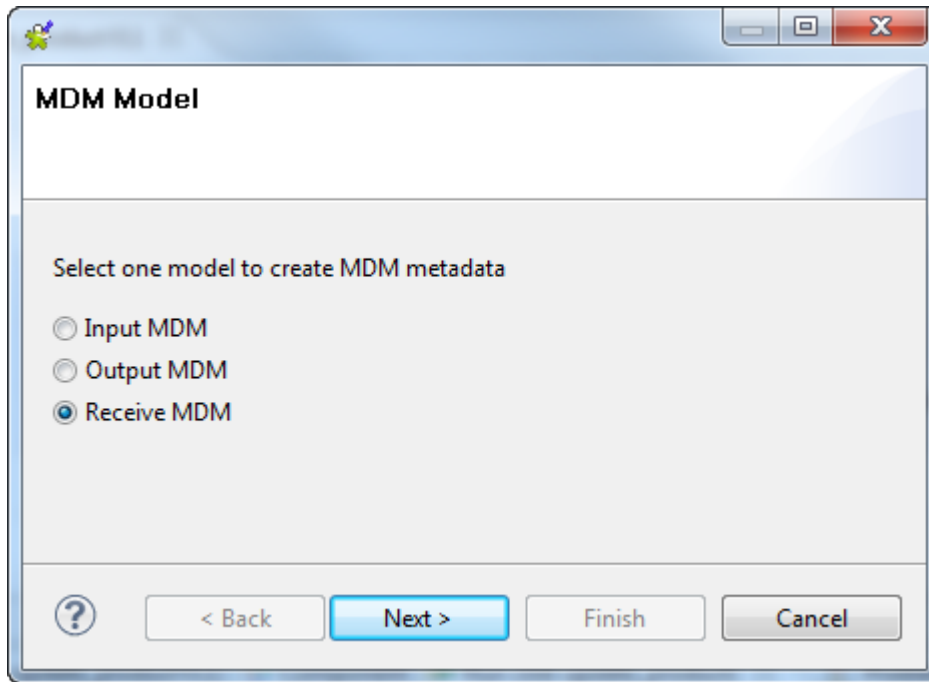 MDM Model
Select one model to create MDM metadata
Input MDM
Output MDM
Receive MDM
? < Back Next > Finish Cancel